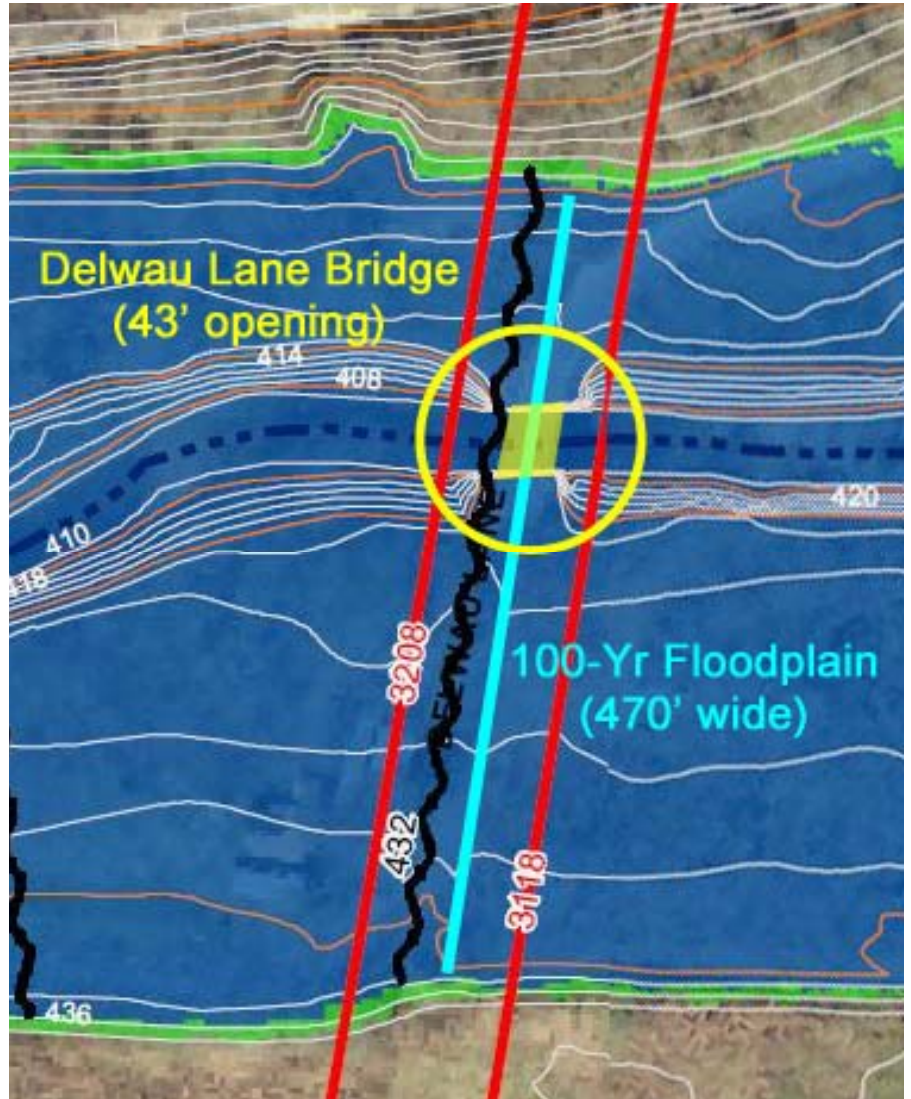 Delwau Lane Bridge
(43' opening)
414
408
410
418
420
3208
100-Yr Floodplain
(470' wide)
432
3118
436